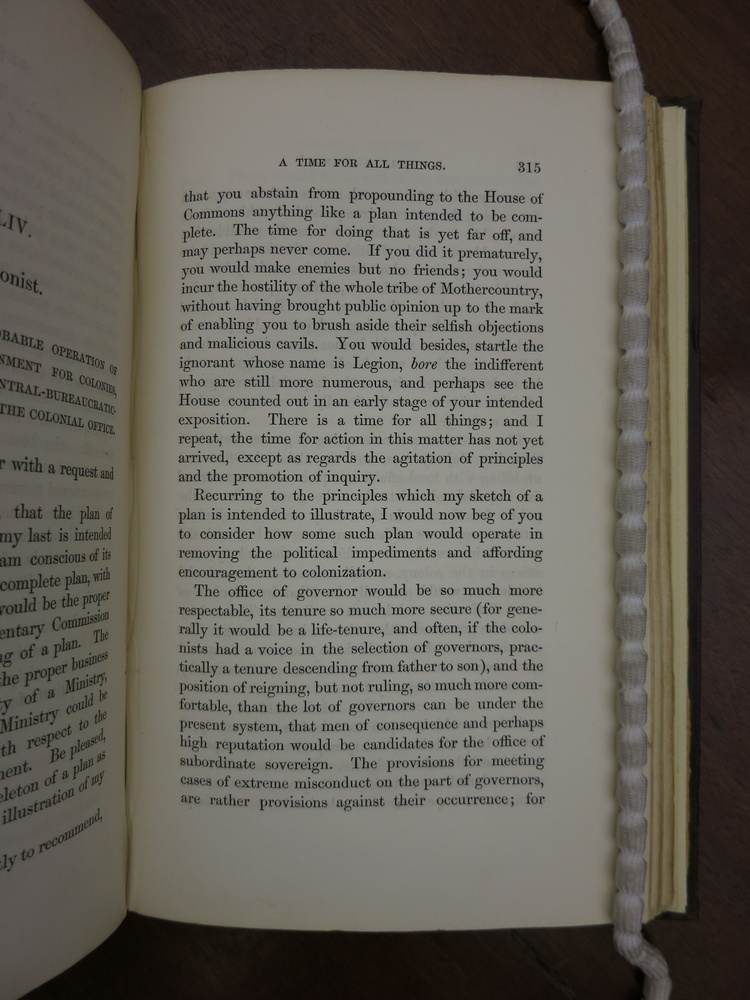 LIV.
onist.
OBABLE OPERATION OF
NMENT FOR COLONIES,
NTRAL-BUREAUCRATIC-
THE COLONIAL OFFICE.
r with a request and
that the plan of
my last is intended
am conscious of its
complete plan, with
would be the proper
entary Commission
ng of a plan. The
the proper business
ty of a Ministry,
Ministry could be
th respect to the
nent. Be pleased,
eleton of a plan as
illustration of my
tly to recommend,
A TIME FOR ALL THINGS. 315
that you abstain from propounding to the House of
Commons anything like a plan intended to be com-
plete. The time for doing that is yet far off, and
may perhaps never come. If you did it prematurely,
you would make enemies but no friends; you would
incur the hostility of the whole tribe of Mothercountry,
without having brought public opinion up to the mark
of enabling you to brush aside their selfish objections
and malicious cavils. You would besides, startle the
ignorant whose name is Legion, bore the indifferent
who are still more numerous, and perhaps see the
House counted out in an early stage of your intended
exposition. There is a time for all things; and I
repeat, the time for action in this matter has not yet
arrived, except as regards the agitation of principles
and the promotion of inquiry.
Recurring to the principles which my sketch of a
plan is intended to illustrate, I would now beg of you
to consider how some such plan would operate in
removing the political impediments and affording
encouragement to colonization.
The office of governor would be so much more
respectable, its tenure so much more secure (for gene-
rally it would be a life-tenure, and often, if the colo-
nists had a voice in the selection of governors, prac-
tically a tenure descending from father to son), and the
position of reigning, but not ruling, so much more com-
fortable, than the lot of governors can be under the
present system, that men of consequence and perhaps
high reputation would be candidates for the office of
subordinate sovereign. The provisions for meeting
cases of extreme misconduct on the part of governors,
are rather provisions against their occurrence; for